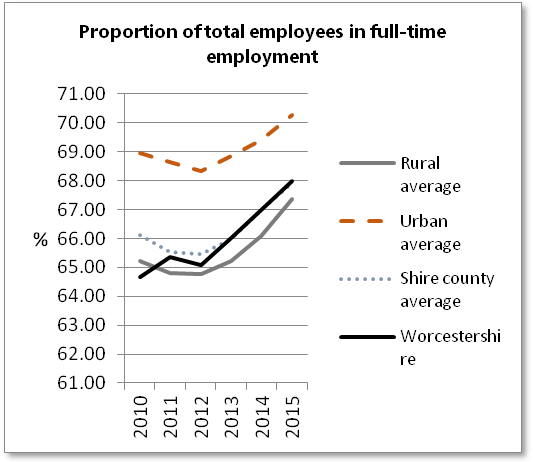 Proportion of total employees in full-time
employment
71.00
70.00
69.00
68.00
67.00
66.00
65.00
64.00
63.00
62.00
61.00
%
2010
2011
2012
2013
2014
2015
Rural
average
Urban
average
Shire county
average
Worcestershi
re